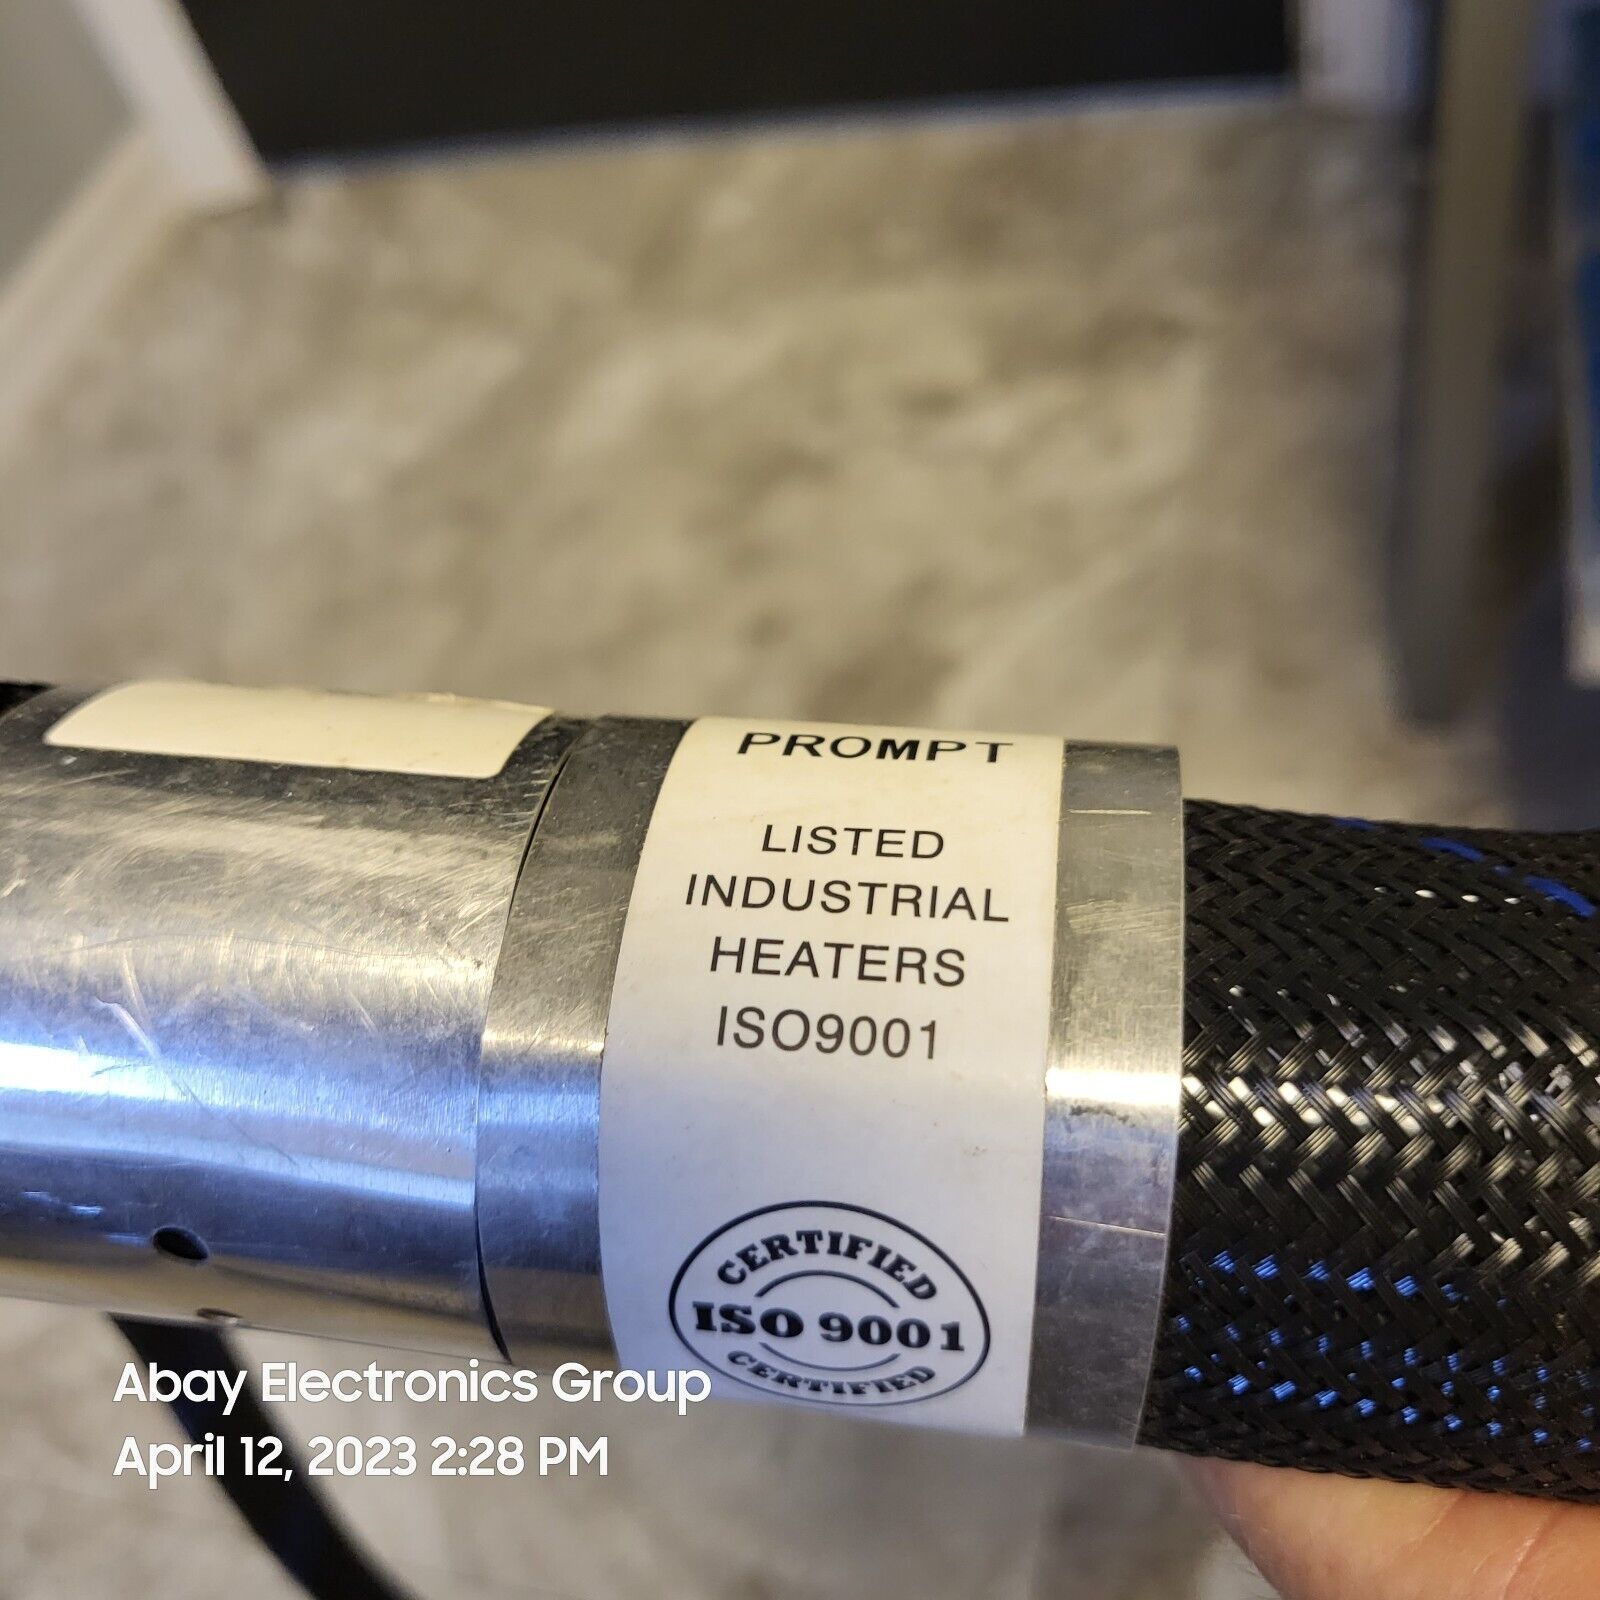 PROMPT
LISTED
INDUSTRIAL
HEATERS
ISO9001
CERTIFIED
ISO 9001
CERTIFIED
Abay Electronics Group
April 12, 2023 2:28 PM